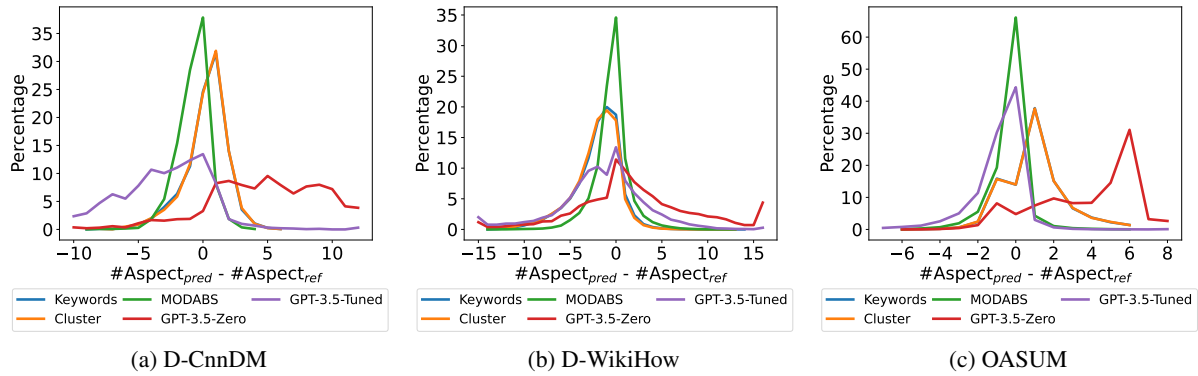 Percentage
35
30
25
20
15
10
5
0
−10 −5 0 5 10
#Aspect_pred - #Aspect_ref
Keywords MODABS GPT-3.5-Tuned
Cluster GPT-3.5-Zero
(a) D-CnnDM
Percentage
35
30
25
20
15
10
5
0
−15 −10 −5 0 5 10 15
#Aspect_pred - #Aspect_ref
Keywords MODABS GPT-3.5-Tuned
Cluster GPT-3.5-Zero
(b) D-WikiHow
Percentage
60
50
40
30
20
10
0
−6 −4 −2 0 2 4 6 8
#Aspect_pred - #Aspect_ref
Keywords MODABS GPT-3.5-Tuned
Cluster GPT-3.5-Zero
(c) OASUM